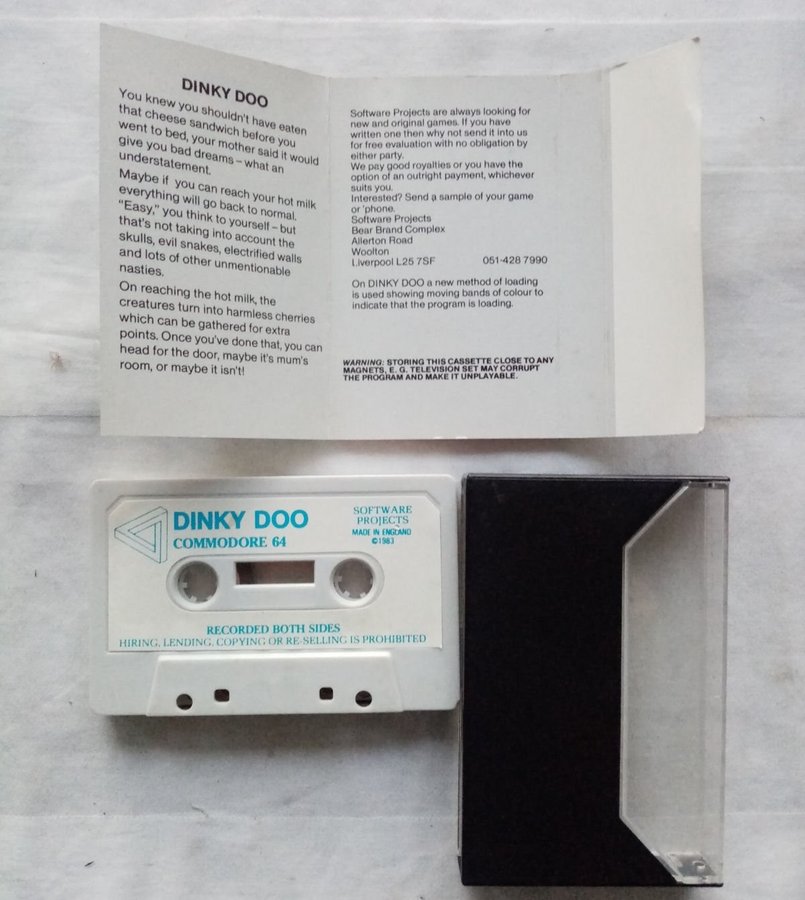 DINKY DOO
You knew you shouldn't have eaten
that cheese sandwich before you
went to bed, your mother said it would
give you bad dreams – what an
understatement.
Maybe if you can reach your hot milk
everything will go back to normal.
“Easy,” you think to yourself – but
that's not taking into account the
skulls, evil snakes, electrified walls
and lots of other unmentionable
nasties.
On reaching the hot milk, the
creatures turn into harmless cherries
which can be gathered for extra
points. Once you've done that, you can
head for the door, maybe it's mum's
room, or maybe it isn't!
Software Projects are always looking for
new and original games. If you have
written one then why not send it into us
for free evaluation with no obligation by
either party.
We pay good royalties or you have the
option of an outright payment, whichever
suits you.
Interested? Send a sample of your game
or 'phone.
Software Projects
Bear Brand Complex
Allerton Road
Woolton
Liverpool L25 7SF 051-428 7990
On DINKY DOO a new method of loading
is used showing moving bands of colour to
indicate that the program is loading.
WARNING: STORING THIS CASSETTE CLOSE TO ANY
MAGNETS, E. G. TELEVISION SET MAY CORRUPT
THE PROGRAM AND MAKE IT UNPLAYABLE.
DINKY DOO
COMMODORE 64
SOFTWARE
PROJECTS
MADE IN ENGLAND
©1983
RECORDED BOTH SIDES
HIRING, LENDING, COPYING OR RE-SELLING IS PROHIBITED